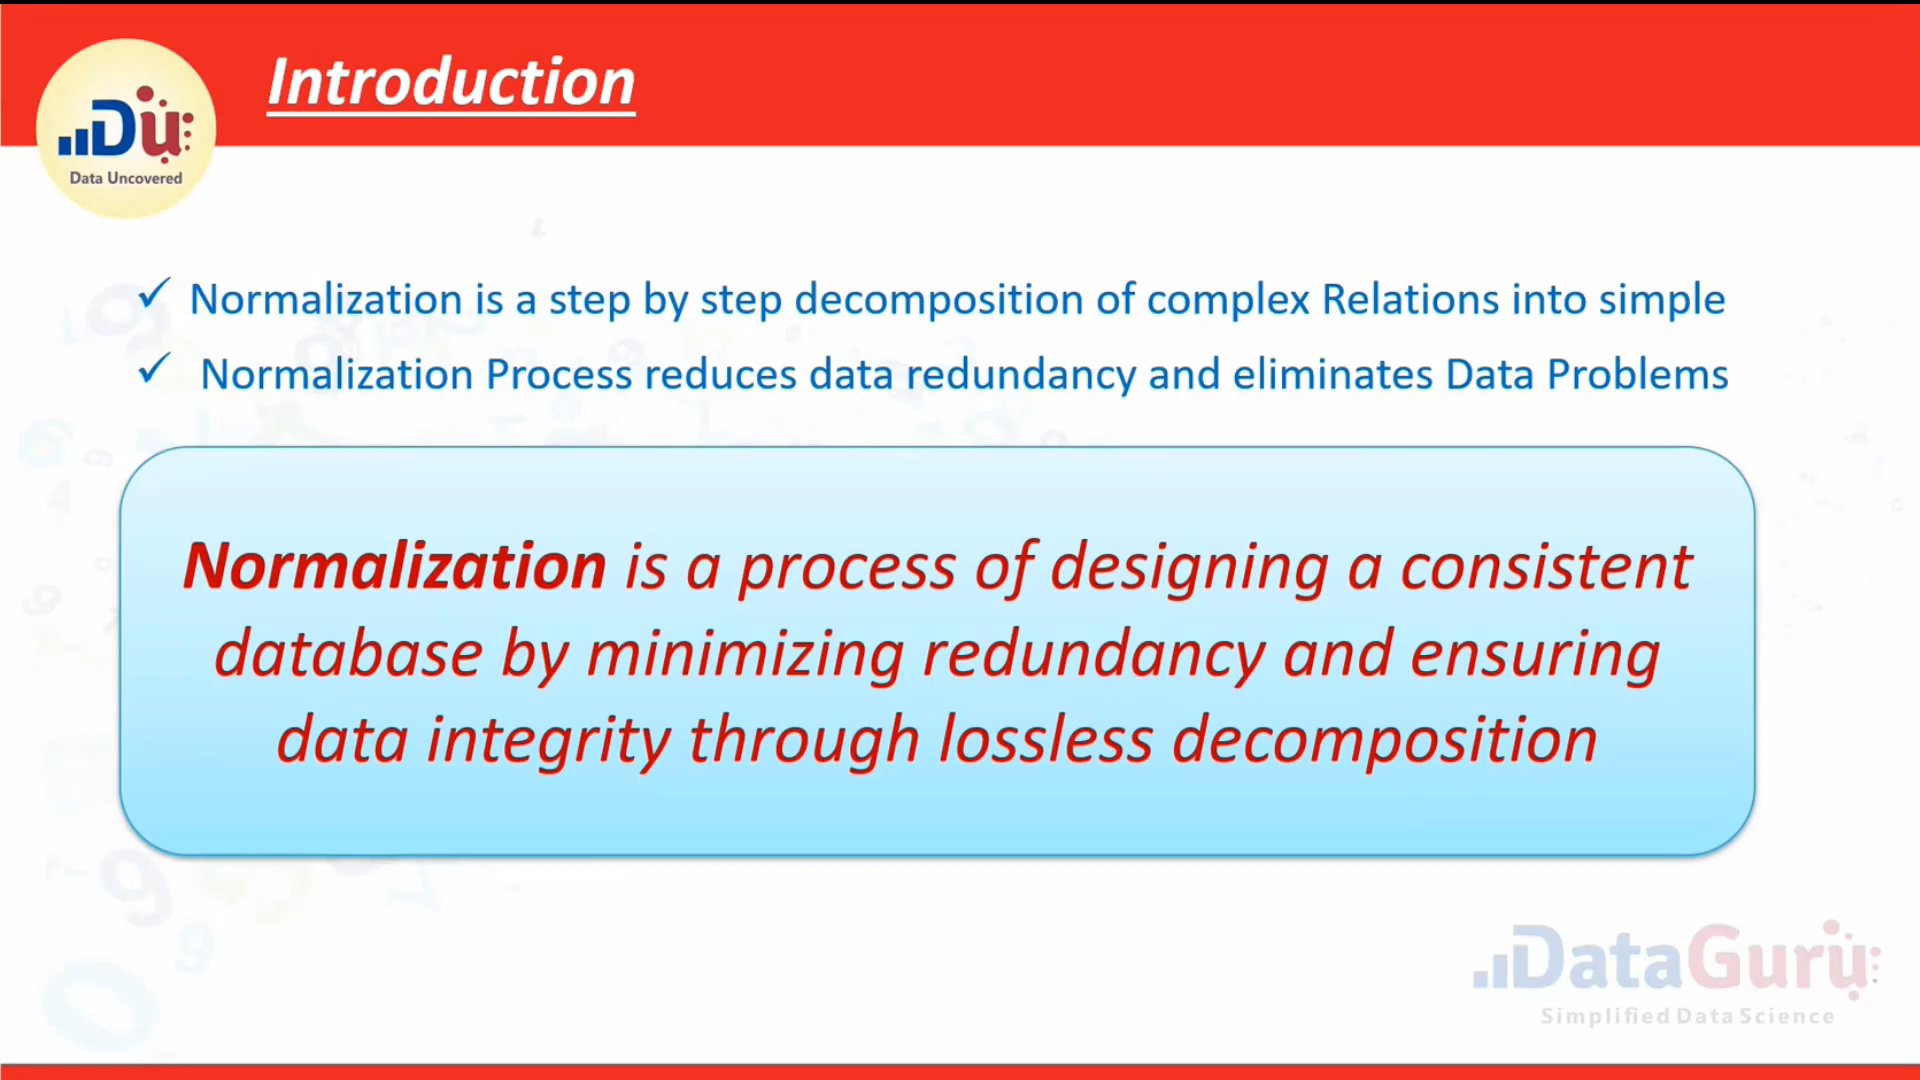 Introduction
Du
Data Uncovered
✓ Normalization is a step by step decomposition of complex Relations into simple
✓ Normalization Process reduces data redundancy and eliminates Data Problems
Normalization is a process of designing a consistent
database by minimizing redundancy and ensuring
data integrity through lossless decomposition
DataGuru
Simplified Data Science